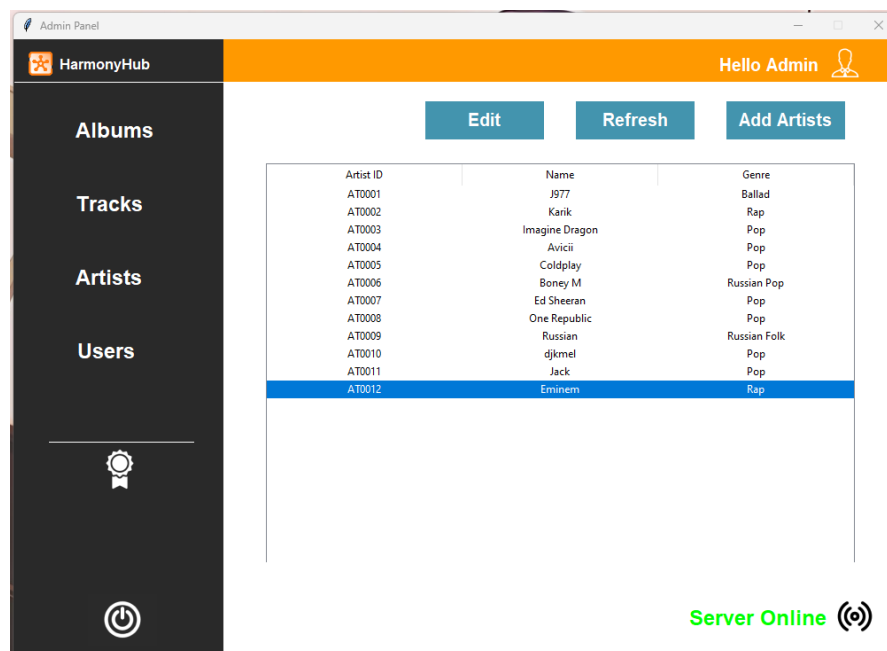 Admin Panel
HarmonyHub
Hello Admin
Albums
Tracks
Artists
Users
Edit Refresh Add Artists
Artist ID Name Genre
AT0001 J977 Ballad
AT0002 Karik Rap
AT0003 Imagine Dragon Pop
AT0004 Avicii Pop
AT0005 Coldplay Pop
AT0006 Boney M Russian Pop
AT0007 Ed Sheeran Pop
AT0008 One Republic Pop
AT0009 Russian Russian Folk
AT0010 djkmel Pop
AT0011 Jack Pop
AT0012 Eminem Rap
Server Online